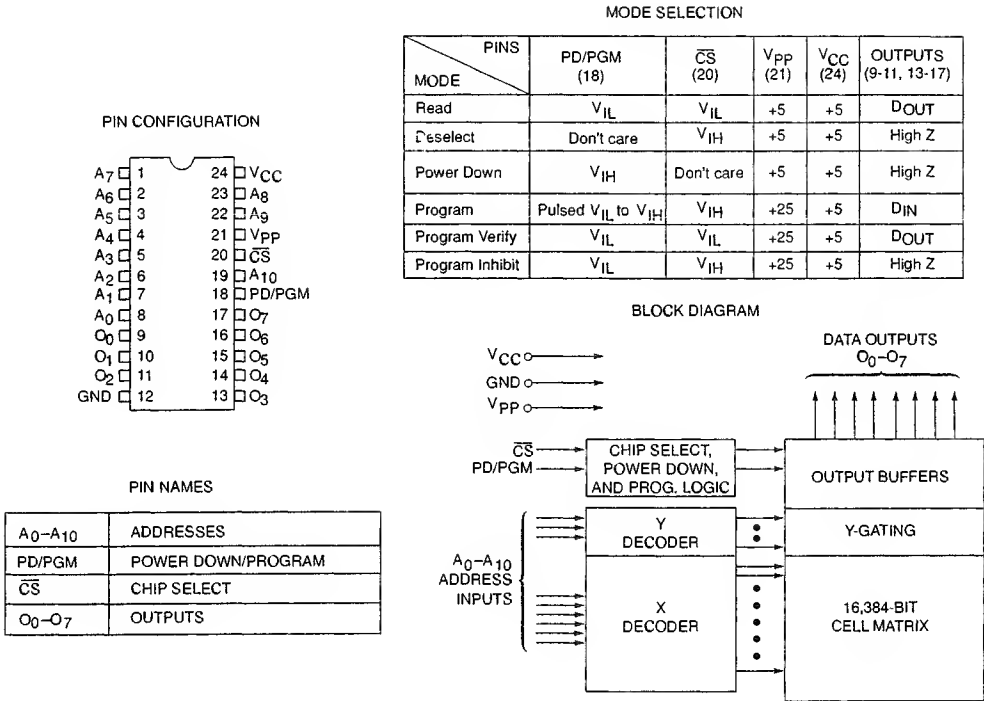 MODE SELECTION
PINS
MODE
PD/PGM (18)
C̅S̅ (20)
VPP (21)
VCC (24)
OUTPUTS (9-11, 13-17)
Read VIL VIL +5 +5 DOUT
Deselect Don't care VIH +5 +5 High Z
Power Down VIH Don't care +5 +5 High Z
Program Pulsed VIL to VIH VIH +25 +5 DIN
Program Verify VIL VIL +25 +5 DOUT
Program Inhibit VIL VIH +25 +5 High Z
PIN CONFIGURATION
A7 1 24 VCC
A6 2 23 A8
A5 3 22 A9
A4 4 21 VPP
A3 5 20 C̅S̅
A2 6 19 A10
A1 7 18 PD/PGM
A0 8 17 O7
O0 9 16 O6
O1 10 15 O5
O2 11 14 O4
GND 12 13 O3
PIN NAMES
A0–A10 ADDRESSES
PD/PGM POWER DOWN/PROGRAM
C̅S̅ CHIP SELECT
O0–O7 OUTPUTS
BLOCK DIAGRAM
VCC
GND
VPP
DATA OUTPUTS
O0–O7
C̅S̅
PD/PGM
CHIP SELECT,
POWER DOWN,
AND PROG. LOGIC
OUTPUT BUFFERS
Y
DECODER
Y-GATING
A0–A10
ADDRESS
INPUTS
X
DECODER
16,384-BIT
CELL MATRIX